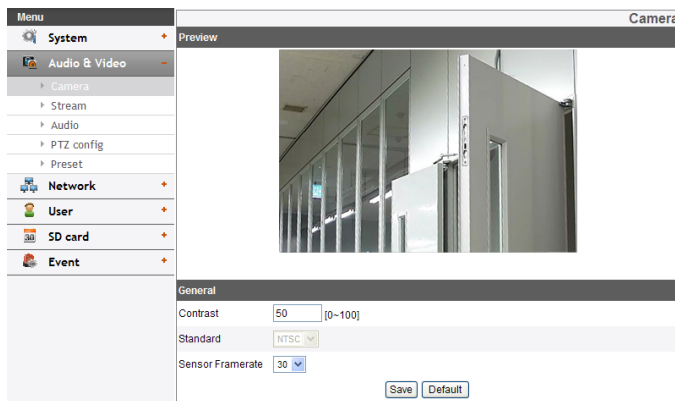 Menu
Camera
System +
Audio & Video -
Camera
Stream
Audio
PTZ config
Preset
Network +
User +
SD card +
Event +
Preview
General
Contrast 50 [0~100]
Standard NTSC
Sensor Framerate 30
Save Default